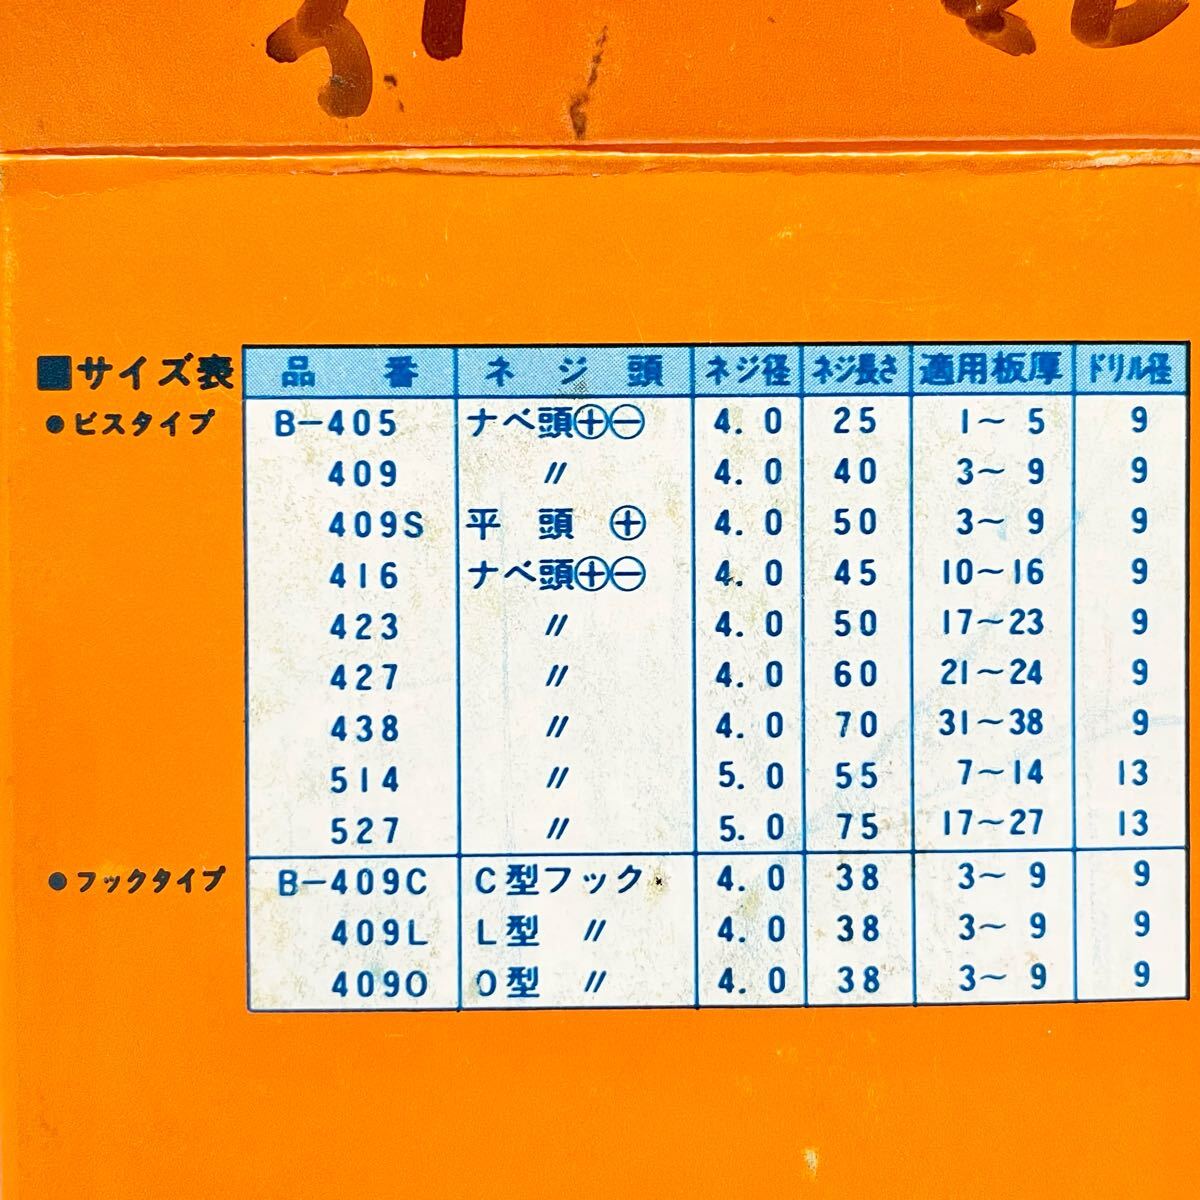 ■サイズ表 品番 ネジ頭 ネジ径 ネジ長さ 適用板厚 ドリル径
●ビスタイプ B-405 ナベ頭⊕⊖ 4.0 25 1～5 9
409 〃 4.0 40 3～9 9
409S 平頭 ⊕ 4.0 50 3～9 9
416 ナベ頭⊕⊖ 4.0 45 10～16 9
423 〃 4.0 50 17～23 9
427 〃 4.0 60 21～24 9
438 〃 4.0 70 31～38 9
514 〃 5.0 55 7～14 13
527 〃 5.0 75 17～27 13
●フックタイプ B-409C C型フック 4.0 38 3～9 9
409L L型 〃 4.0 38 3～9 9
409O O型 〃 4.0 38 3～9 9